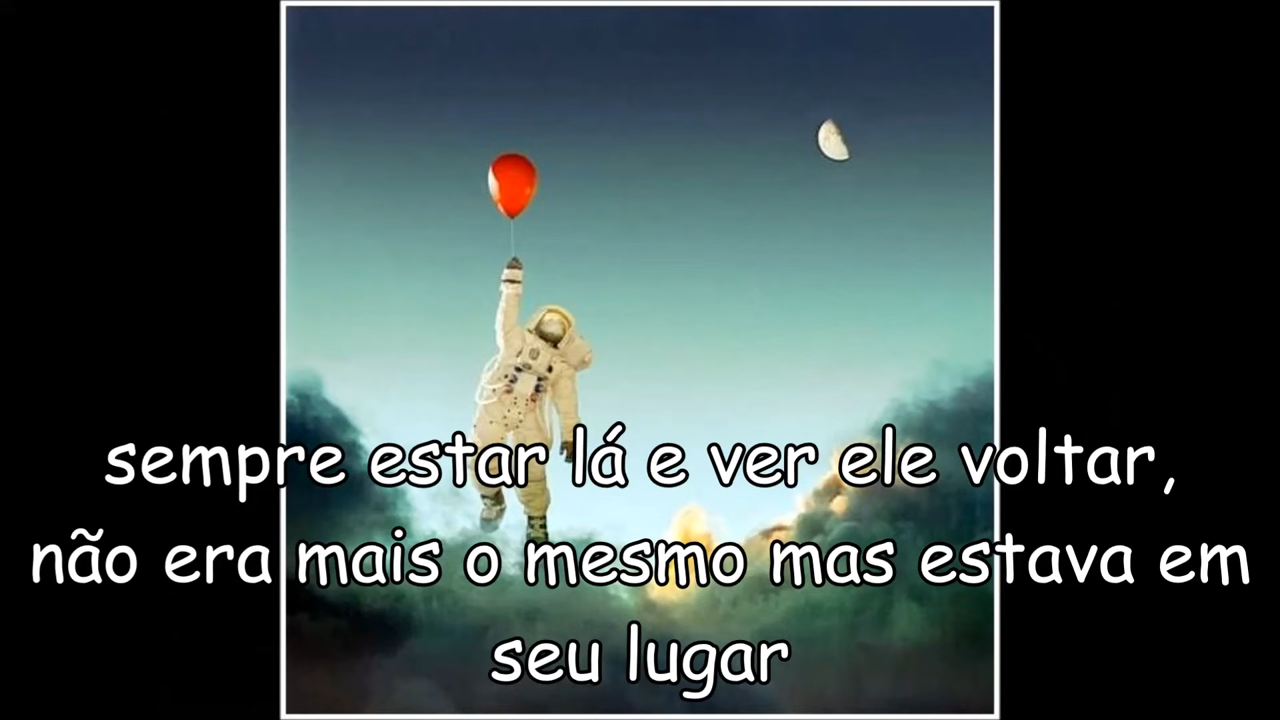 sempre estar lá e ver ele voltar,
não era mais o mesmo mas estava em
seu lugar